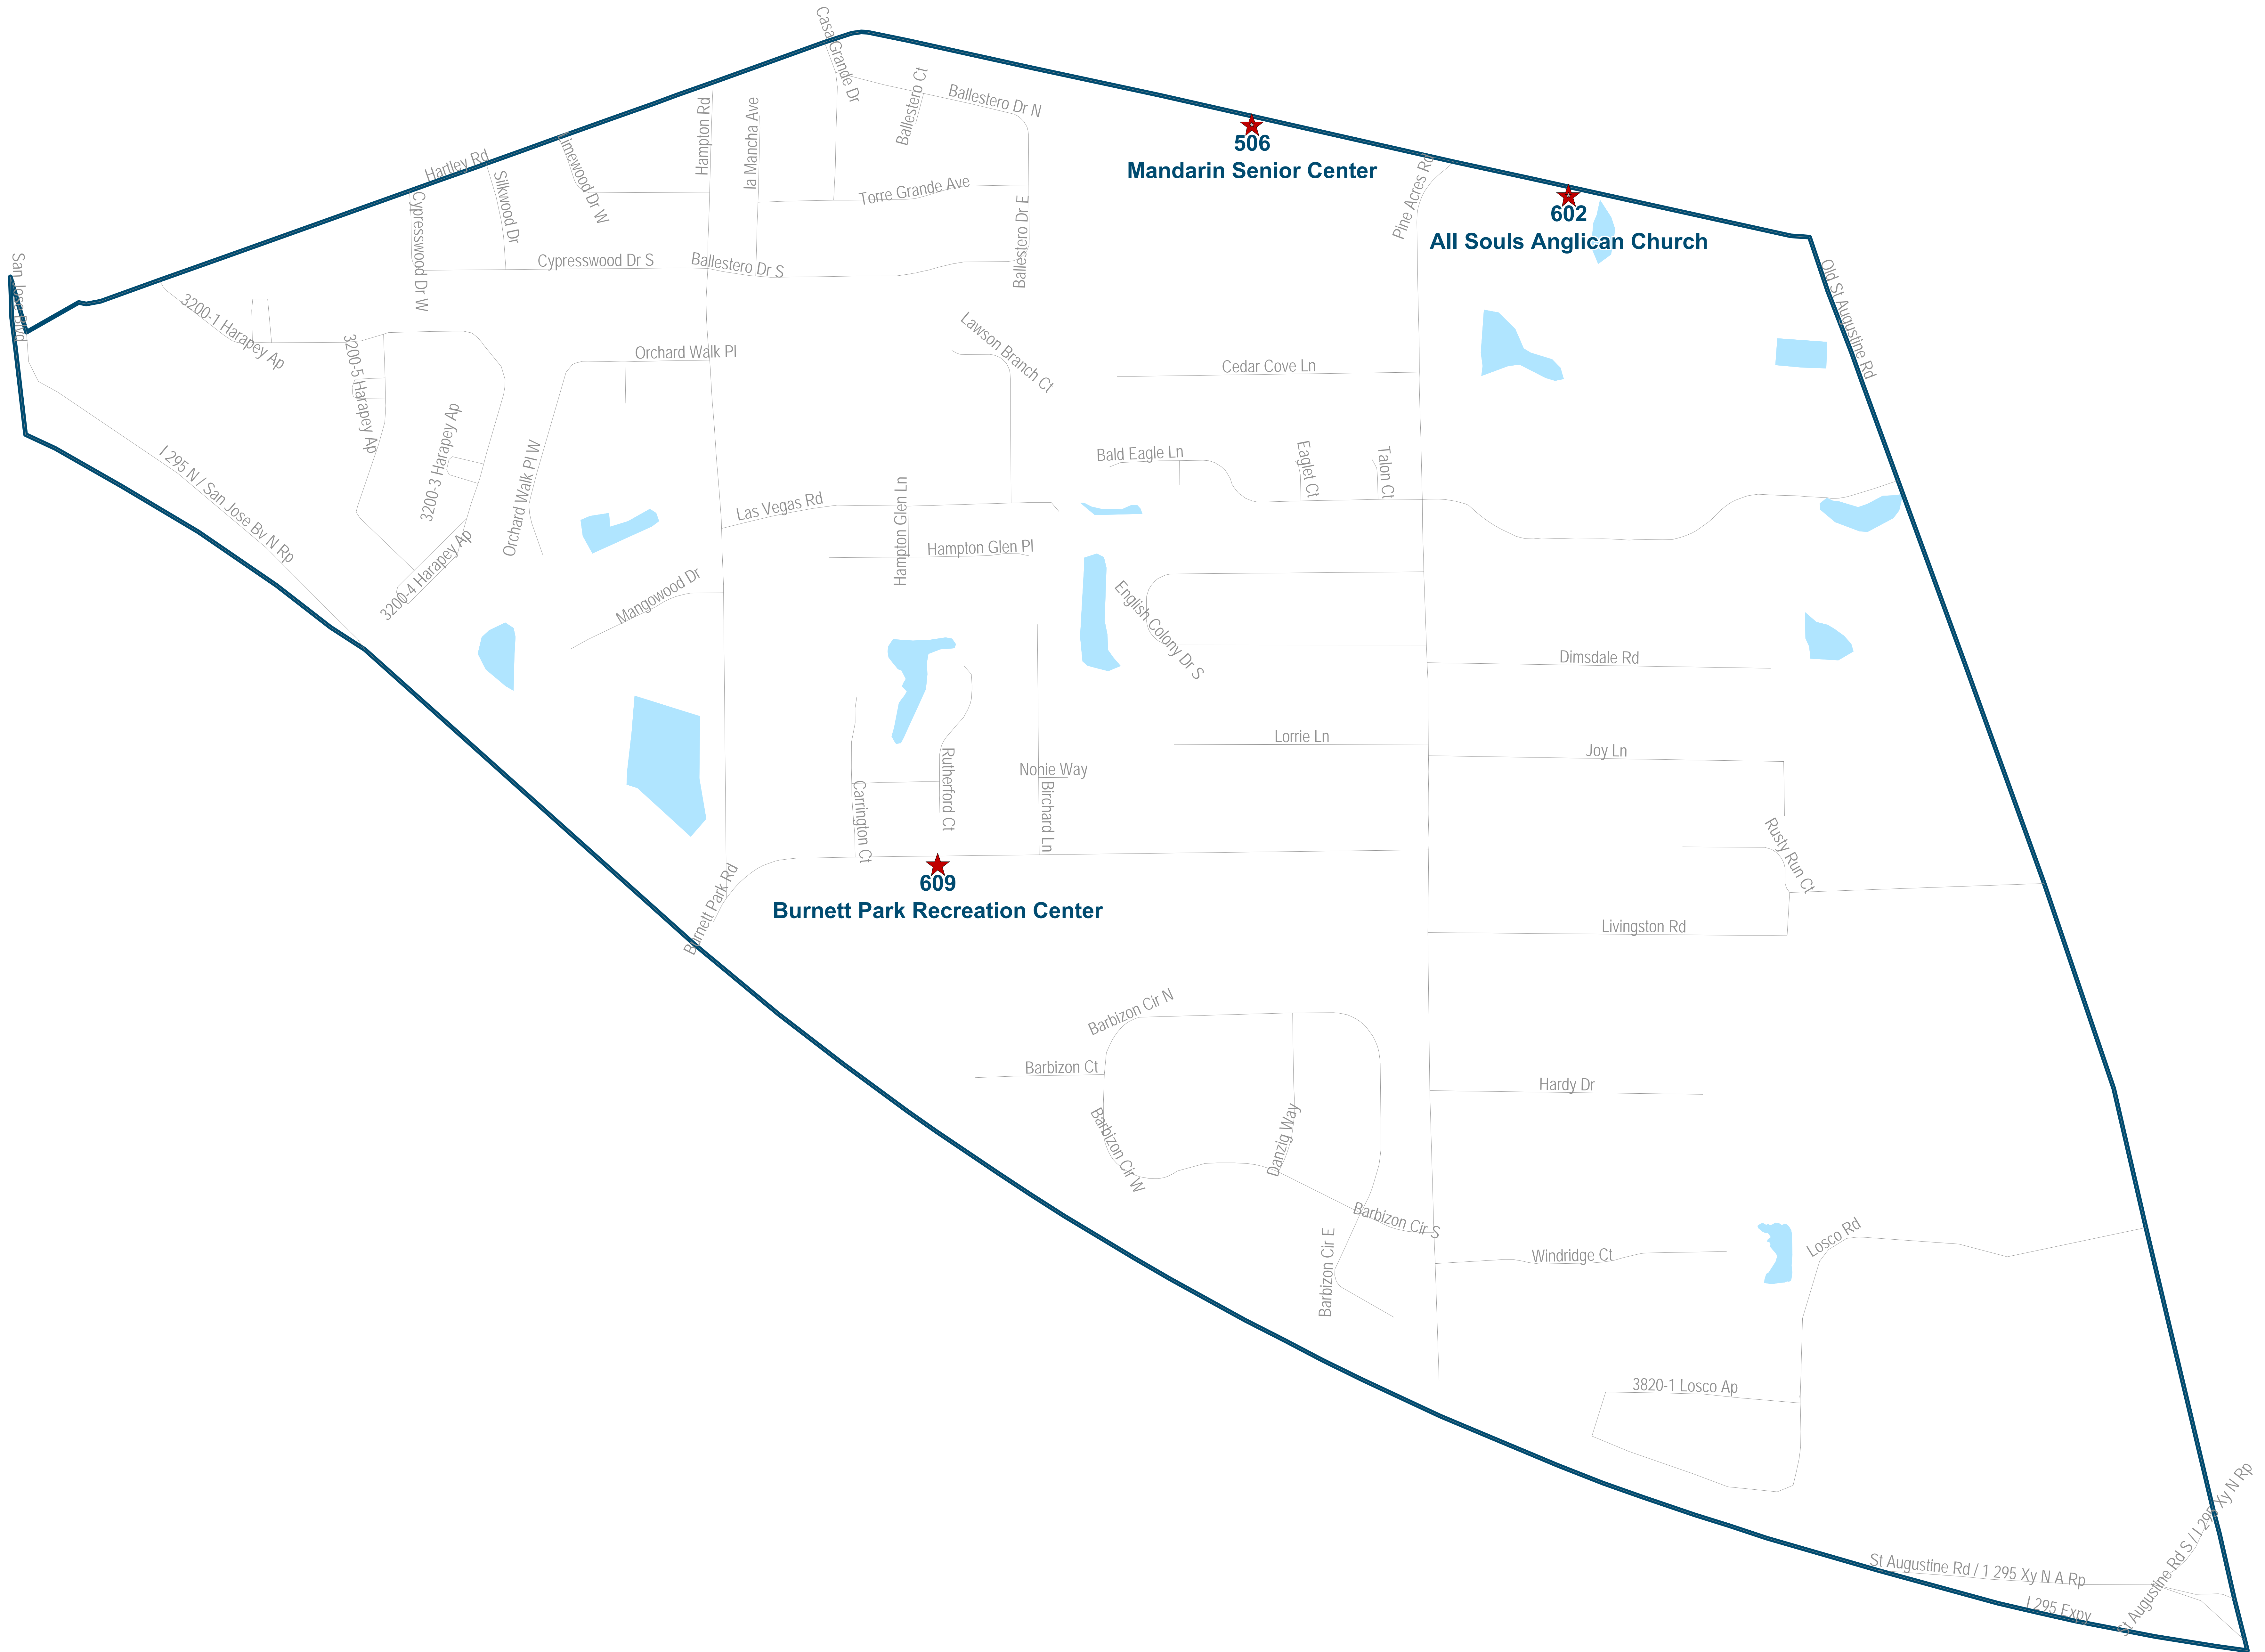 Casa Grande Dr
Ballestero Ct
Ballestero Dr N
Hampton Rd
la Mancha Ave
506
Mandarin Senior Center
Hartley Rd
Limewood Dr W
Silkwood Dr
Cypresswood Dr W
Torre Grande Ave
Ballestero Dr E
Pine Acres Rd
602
All Souls Anglican Church
Cypresswood Dr S
Ballestero Dr S
San Jose Blvd
Old St Augustine Rd
3200-1 Harapey Ap
3200-5 Harapey Ap
Orchard Walk Pl
Lawson Branch Ct
Cedar Cove Ln
3200-3 Harapey Ap
Orchard Walk Pl W
Bald Eagle Ln
Eaglet Ct
Talon Ct
I 295 N / San Jose Bv N Rp
Las Vegas Rd
Hampton Glen Ln
Hampton Glen Pl
3200-4 Harapey Ap
Mangowood Dr
English Colony Dr S
Dimsdale Rd
Lorrie Ln
Joy Ln
Nonie Way
Rutherford Ct
Carrington Ct
Birchard Ln
Rusty Run Ct
Burnett Park Rd
609
Burnett Park Recreation Center
Livingston Rd
Barbizon Cir N
Barbizon Ct
Hardy Dr
Barbizon Cir W
Danzig Way
Barbizon Cir S
Barbizon Cir E
Windridge Ct
Losco Rd
3820-1 Losco Ap
St Augustine Rd S / I 295 Xy N Rp
St Augustine Rd / 1 295 Xy N A Rp
I 295 Expy